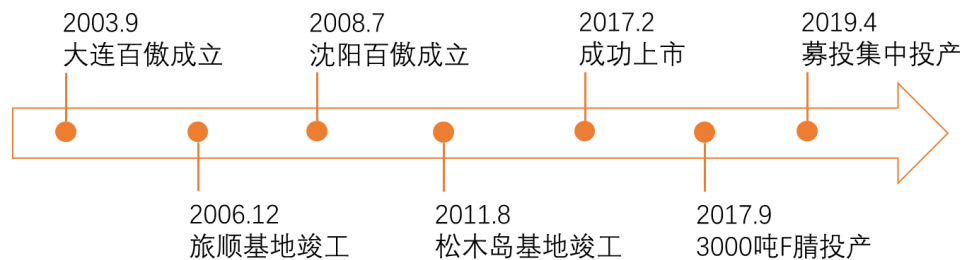 2003.9
大连百傲成立
2008.7
沈阳百傲成立
2017.2
成功上市
2019.4
募投集中投产
2006.12
旅顺基地竣工
2011.8
松木岛基地竣工
2017.9
3000吨F腈投产